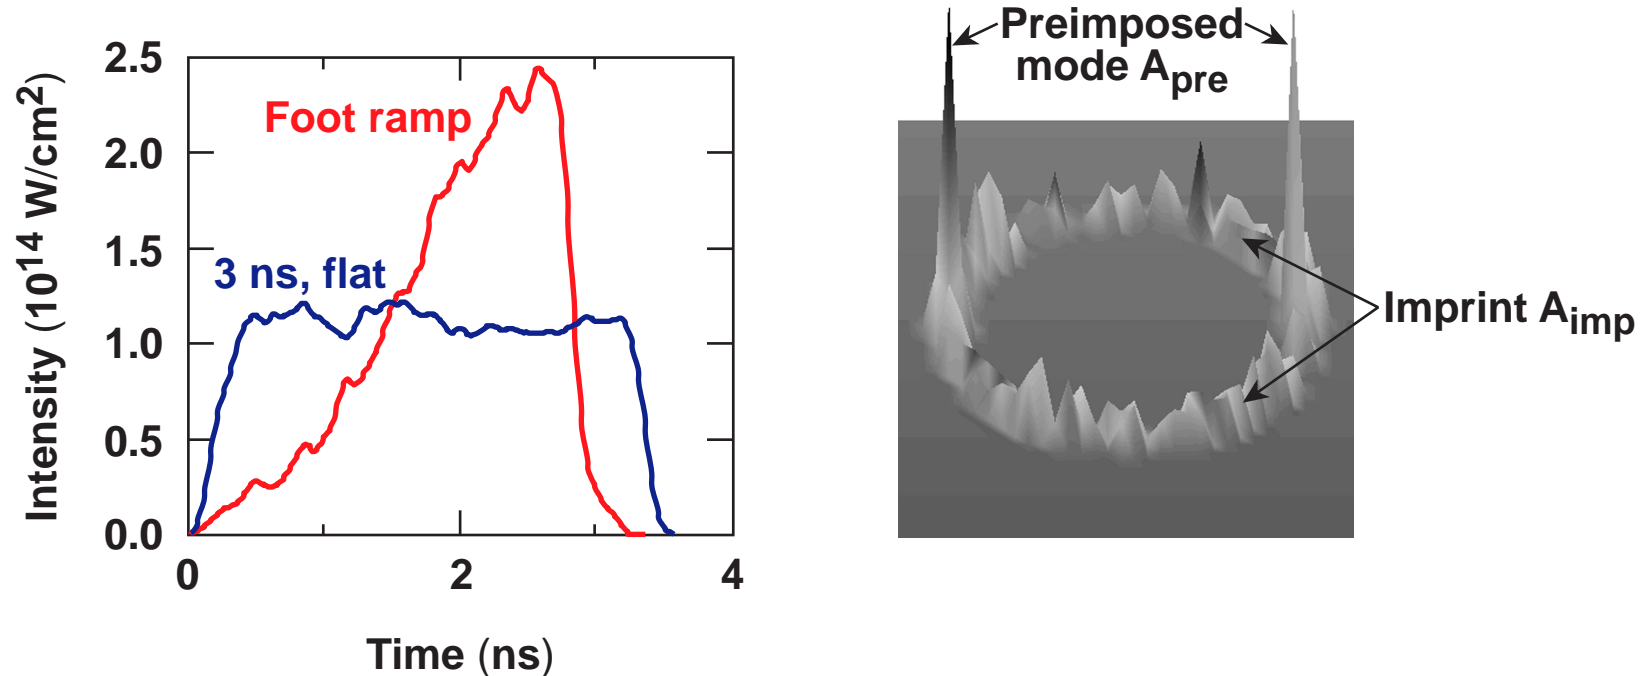 Intensity (10¹⁴ W/cm²)
2.5
2.0
1.5
1.0
0.5
0.0
Foot ramp
3 ns, flat
0
2
4
Time (ns)
Preimposed
mode Apre
Imprint Aimp